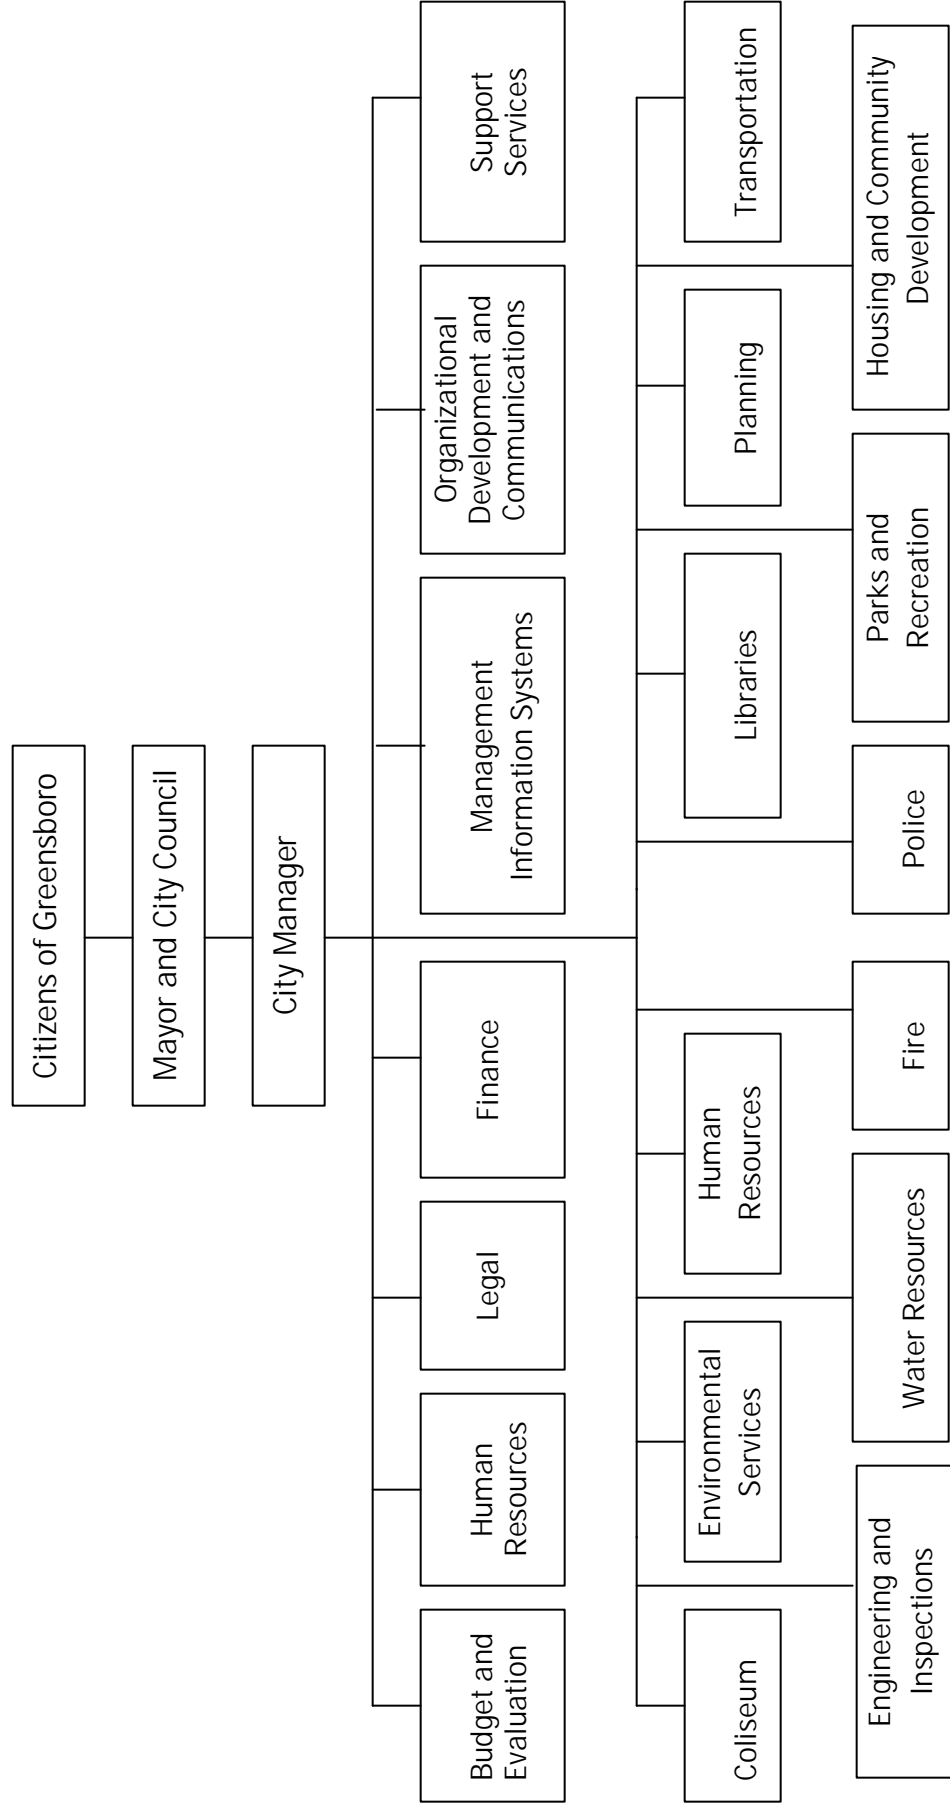 Citizens of Greensboro
Mayor and City Council
City Manager
Budget and
Evaluation
Human
Resources
Legal
Finance
Management
Information Systems
Organizational
Development and
Communications
Support
Services
Coliseum
Environmental
Services
Human
Resources
Libraries
Planning
Transportation
Engineering and
Inspections
Water Resources
Fire
Police
Parks and
Recreation
Housing and Community
Development